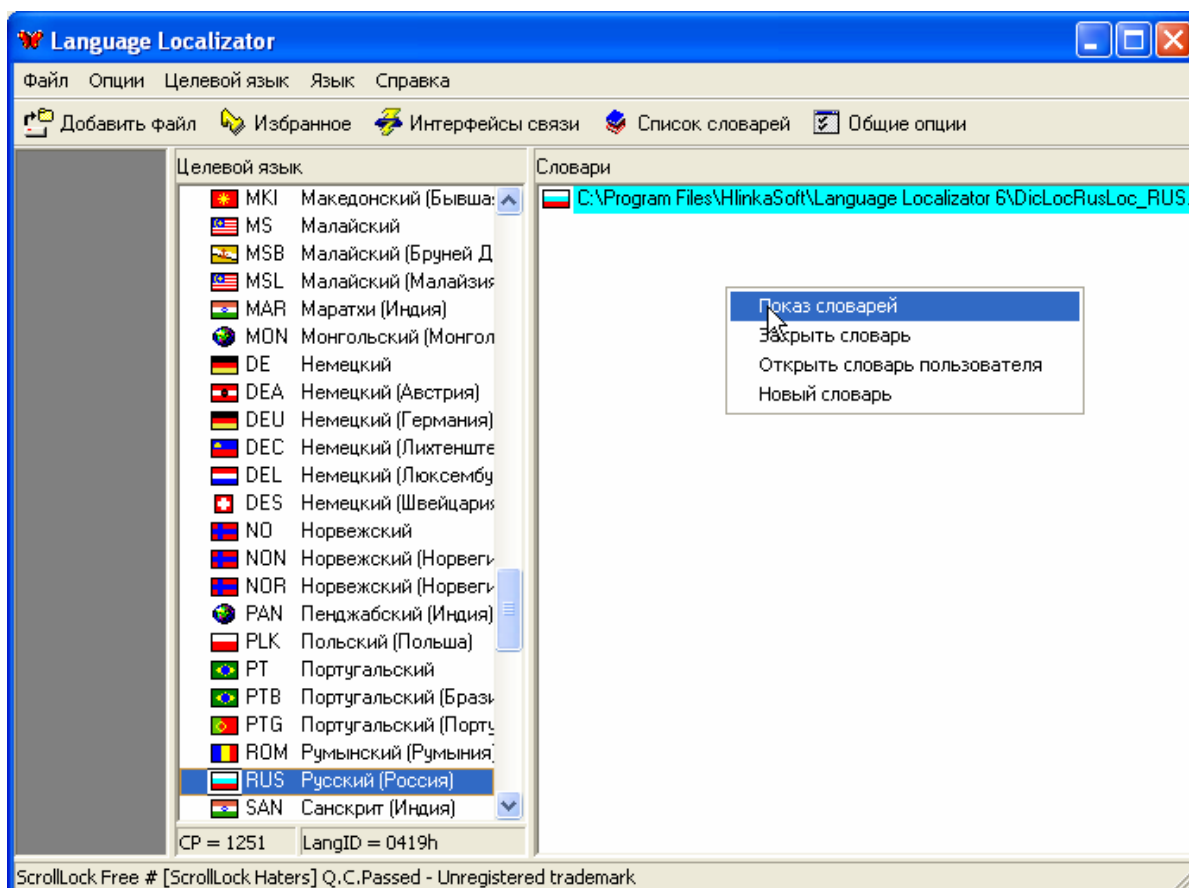 Language Localizator
Файл Опции Целевой язык Язык Справка
Добавить файл Избранное Интерфейсы связи Список словарей Общие опции
Целевой язык
Словари
MKI Македонский (Бывша
C:\Program Files\HlinkaSoft\Language Localizator 6\DicLocRusLoc_RUS.
MS Малайский
MSB Малайский (Бруней Д
MSL Малайский (Малайзия
MAR Маратхи (Индия)
MON Монгольский (Монгол
DE Немецкий
DEA Немецкий (Австрия)
DEU Немецкий (Германия)
DEC Немецкий (Лихтенште
DEL Немецкий (Люксембу
DES Немецкий (Швейцария
NO Норвежский
NON Норвежский (Норвеги
NOR Норвежский (Норвеги
PAN Пенджабский (Индия)
PLK Польский (Польша)
PT Португальский
PTB Португальский (Брази
PTG Португальский (Порту
ROM Румынский (Румыния)
RUS Русский (Россия)
SAN Санскрит (Индия)
Показ словарей
Закрыть словарь
Открыть словарь пользователя
Новый словарь
CP = 1251 LangID = 0419h
ScrollLock Free # [ScrollLock Haters] Q.C.Passed - Unregistered trademark